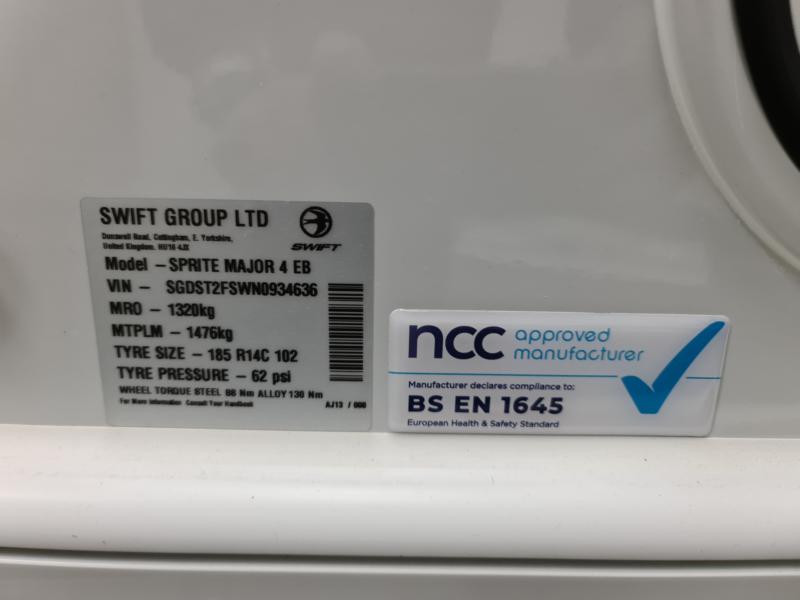 SWIFT GROUP LTD
SWIFT
Dunswell Road, Cottingham, E. Yorkshire,
United Kingdom. HU16 4JX
Model - SPRITE MAJOR 4 EB
VIN - SGDST2FSWN0934636
MRO - 1320kg
MTPLM - 1476kg
TYRE SIZE - 185 R14C 102
TYRE PRESSURE - 62 psi
WHEEL TORQUE STEEL 88 Nm ALLOY 130 Nm
For More Information Consult Your Handbook
AJ13 / 000
ncc approved
manufacturer
Manufacturer declares compliance to:
BS EN 1645
European Health & Safety Standard